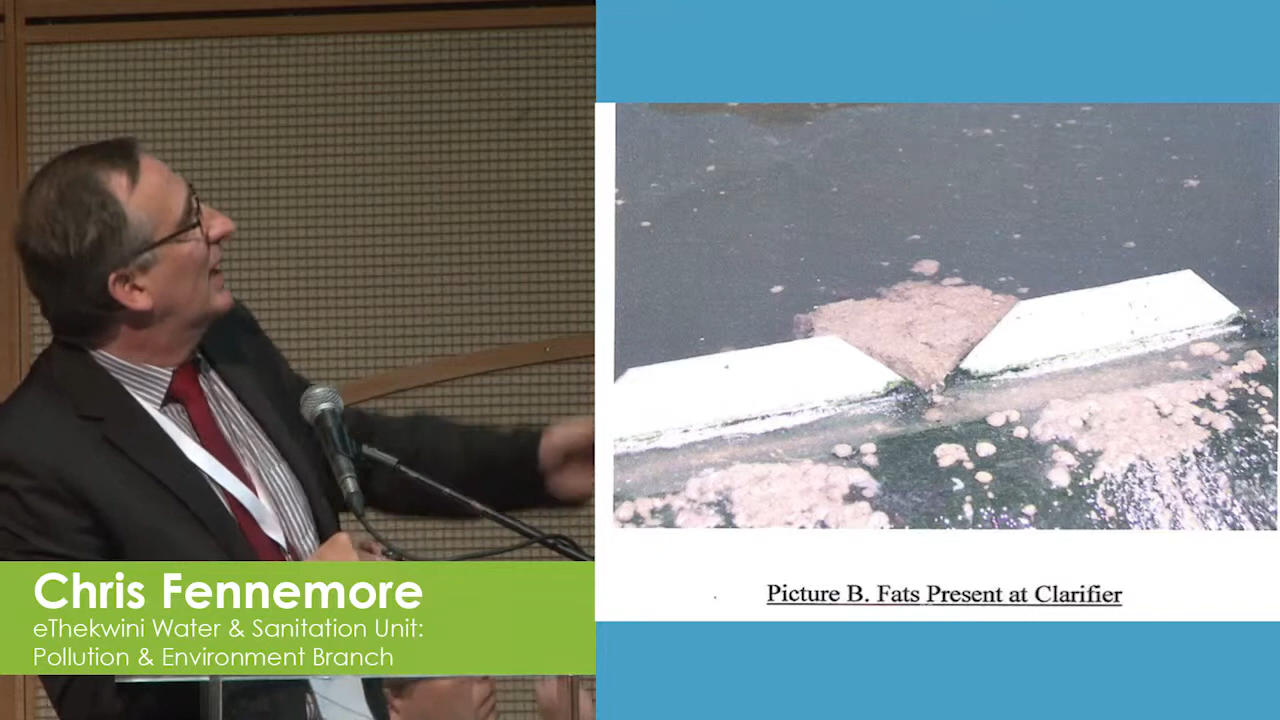 Chris Fennemore
eThekwini Water & Sanitation Unit:
Pollution & Environment Branch
Picture B. Fats Present at Clarifier